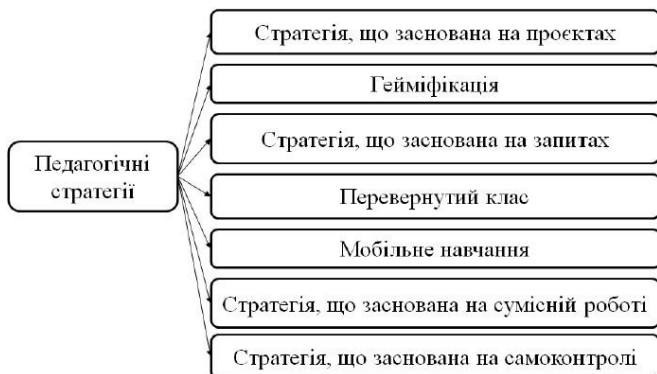 Стратегія, що заснована на проєктах
Гейміфікація
Стратегія, що заснована на запитах
Педагогічні
стратегії
Перевернутий клас
Мобільне навчання
Стратегія, що заснована на сумісній роботі
Стратегія, що заснована на самоконтролі